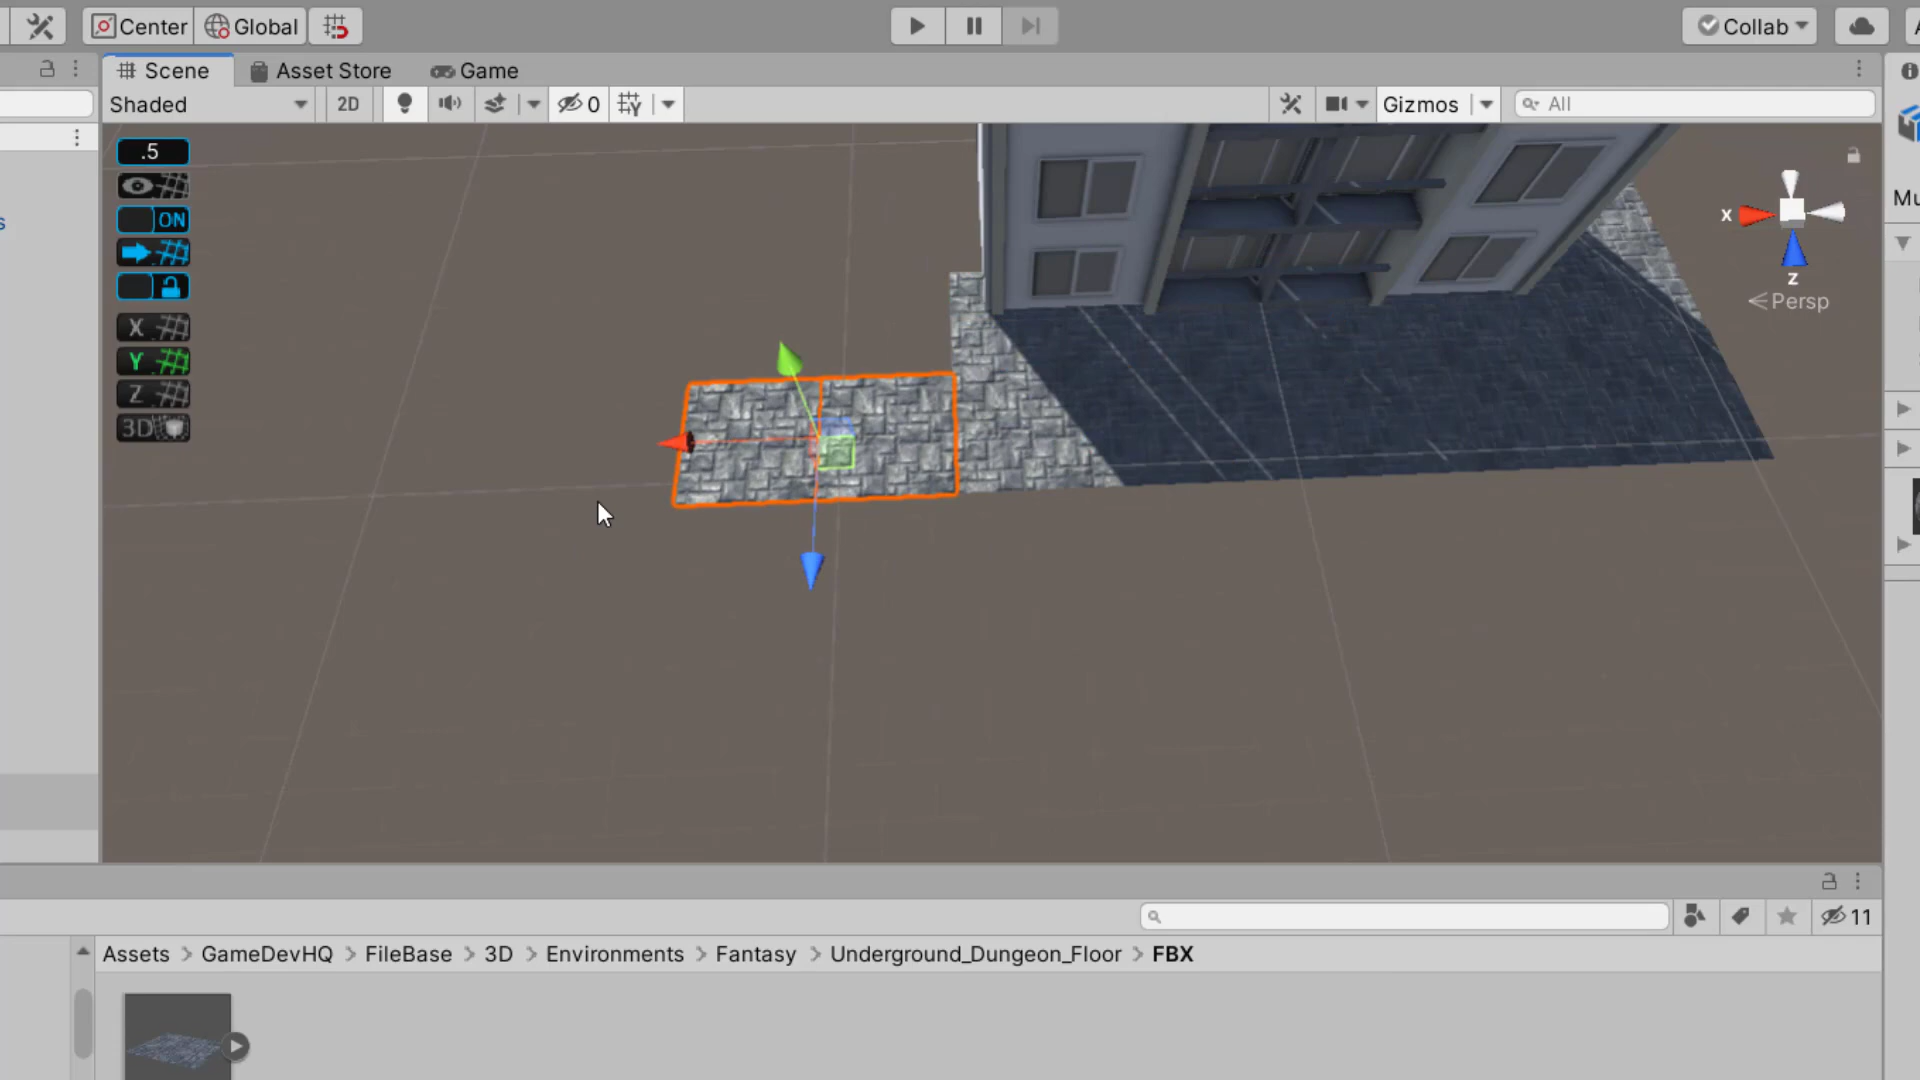 Center Global Collab A
Scene Asset Store Game
Shaded 2D 0 Gizmos All
.5
ON
X
Y
Z
3D
s
x
z
Persp
Mu
11
Assets > GameDevHQ > FileBase > 3D > Environments > Fantasy > Underground_Dungeon_Floor > FBX